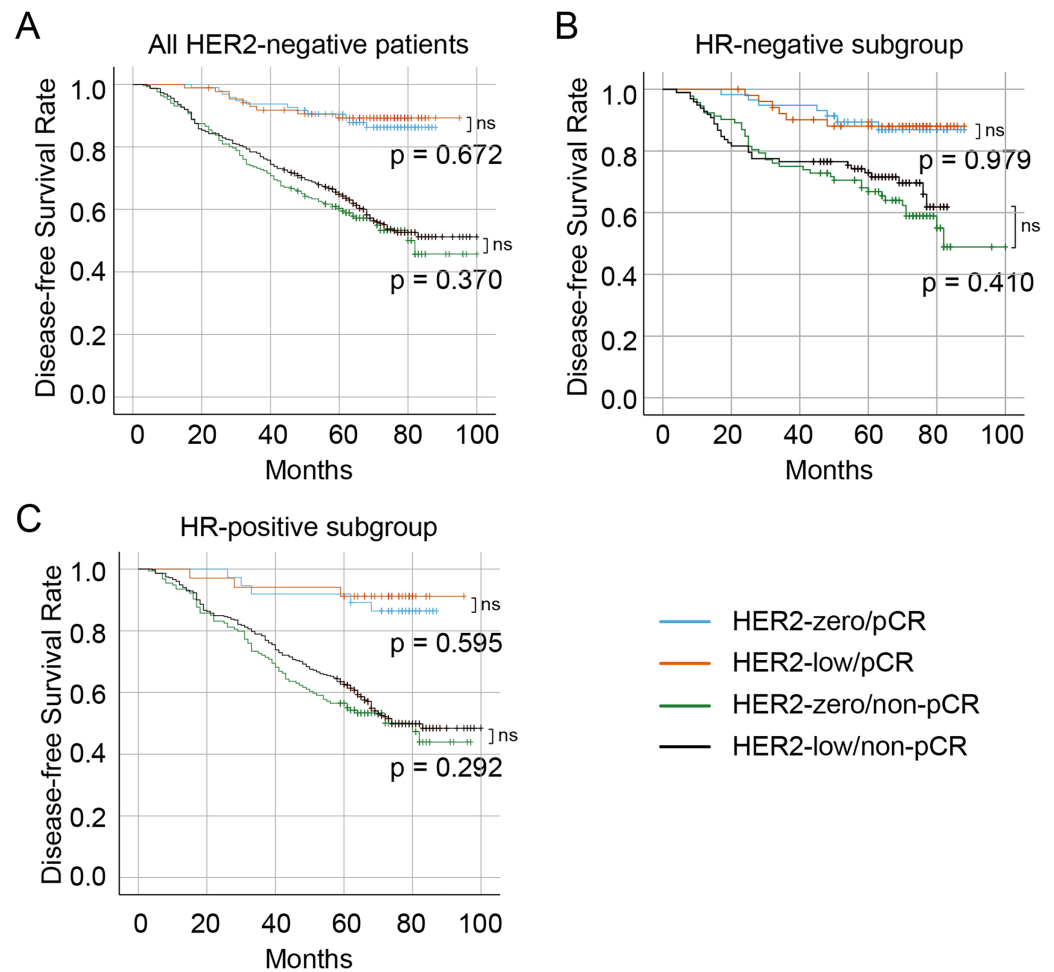 A
All HER2-negative patients
Disease-free Survival Rate
1.0
0.8
0.6
0.4
0.2
0.0
ns
p = 0.672
ns
p = 0.370
0 20 40 60 80 100
Months
B
HR-negative subgroup
Disease-free Survival Rate
1.0
0.8
0.6
0.4
0.2
0.0
ns
p = 0.979
ns
p = 0.410
0 20 40 60 80 100
Months
C
HR-positive subgroup
Disease-free Survival Rate
1.0
0.8
0.6
0.4
0.2
0.0
ns
p = 0.595
ns
p = 0.292
0 20 40 60 80 100
Months
HER2-zero/pCR
HER2-low/pCR
HER2-zero/non-pCR
HER2-low/non-pCR